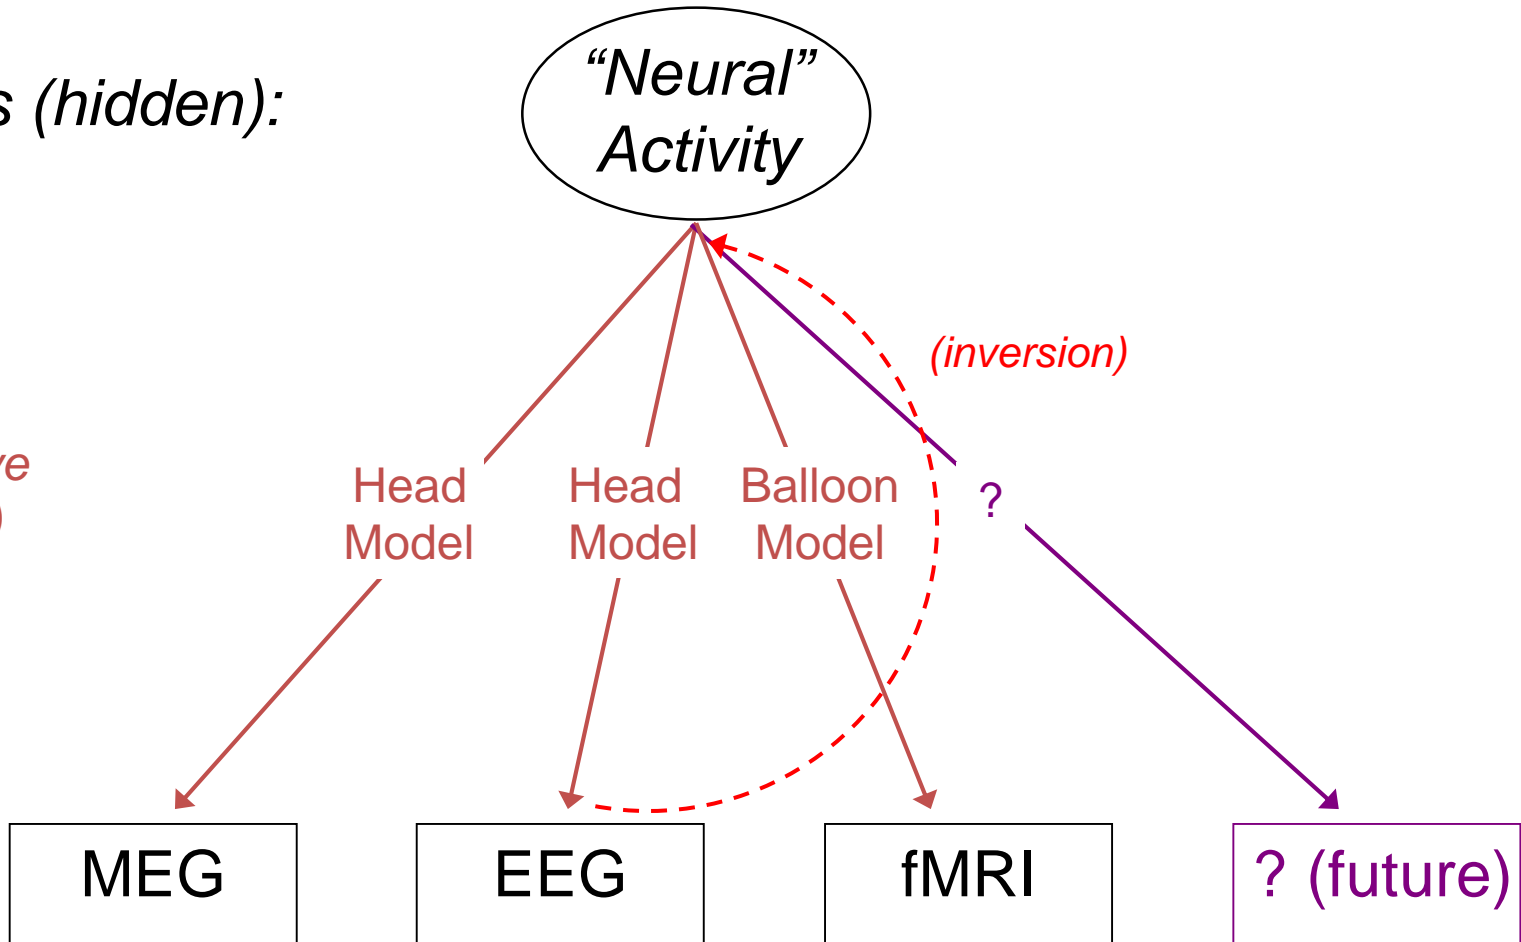 “Neural”
Activity
s (hidden):
(inversion)
ve
)
Head
Model
Head
Model
Balloon
Model
?
MEG
EEG
fMRI
? (future)